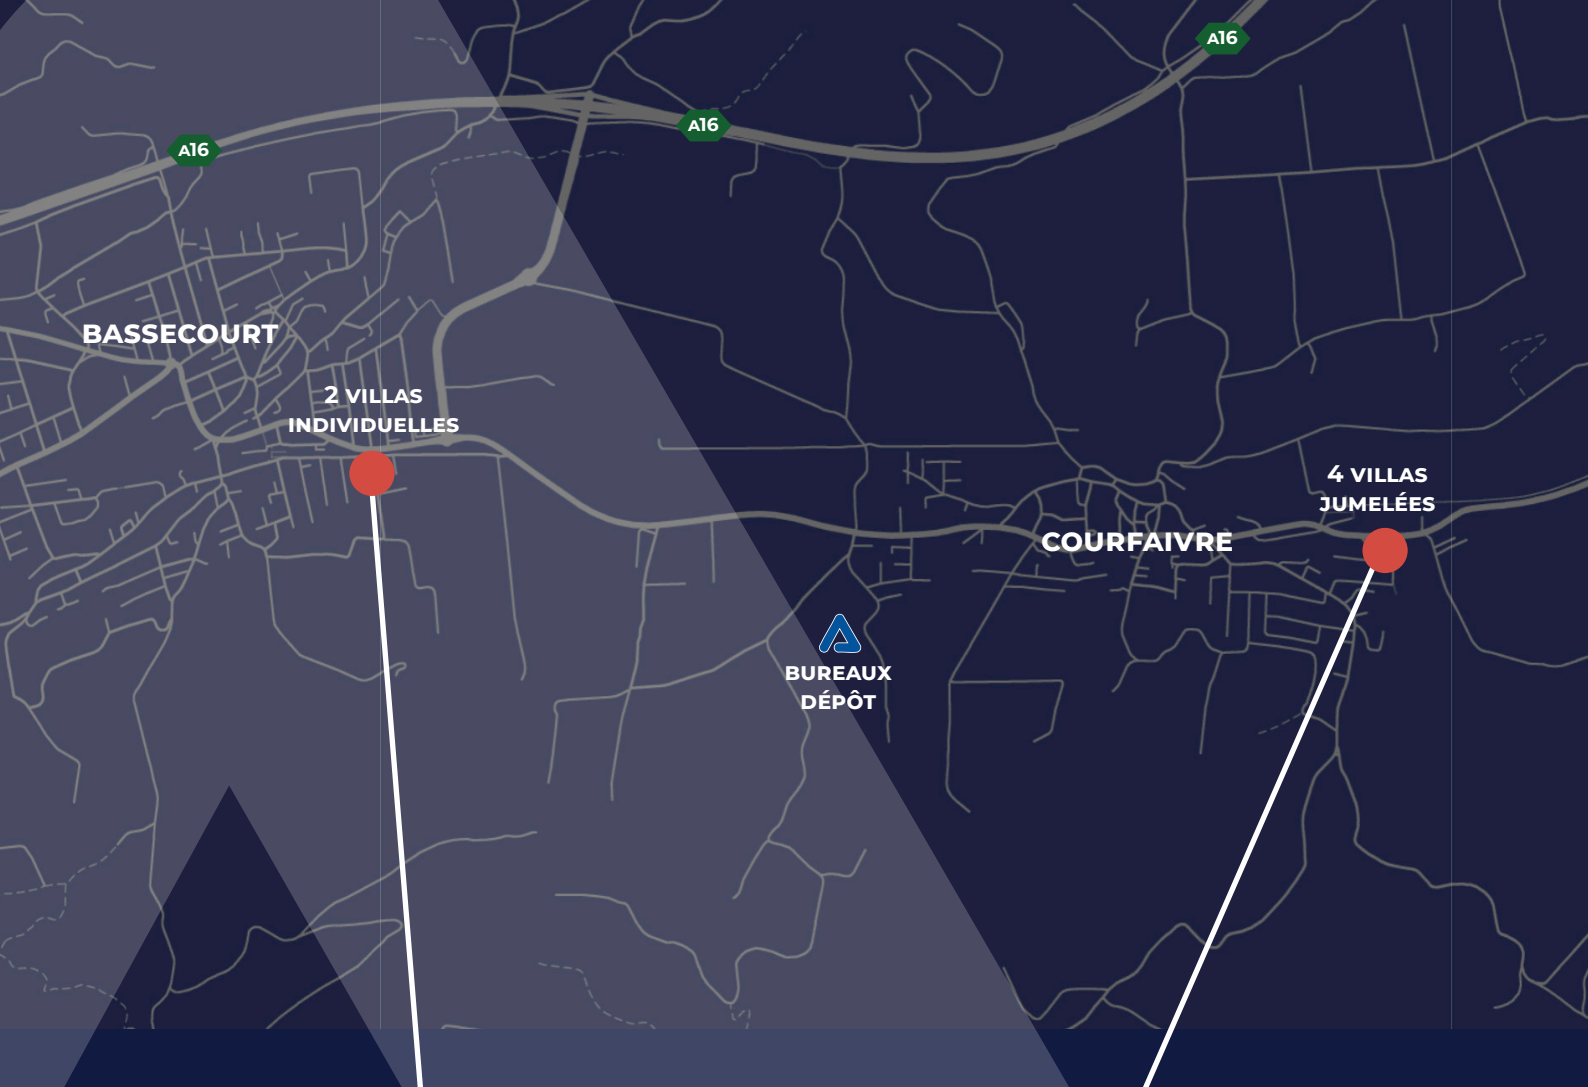 A16
A16
A16
BASSECOURT
2 VILLAS
INDIVIDUELLES
4 VILLAS
JUMELÉES
COURFAIVRE
BUREAUX
DÉPÔT